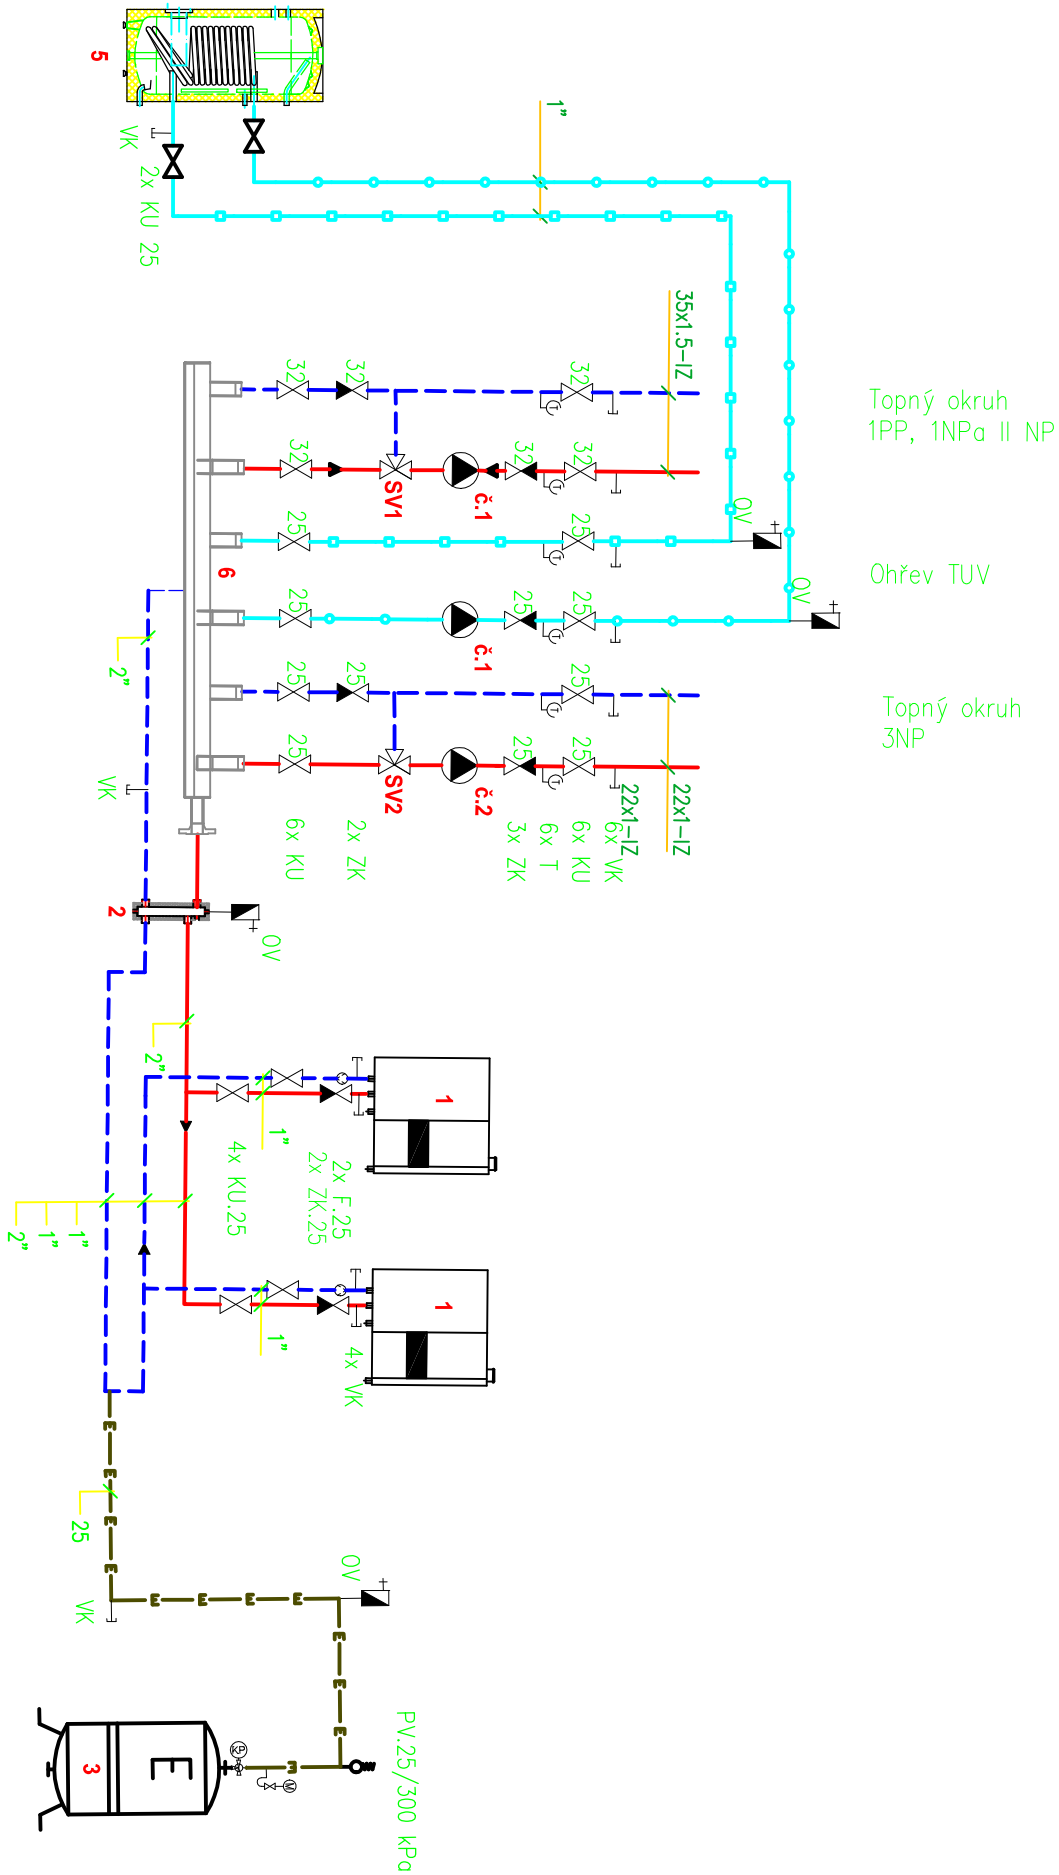 5
VK
2x KU 25
1"
35x1.5-IZ
Topný okruh
1PP, 1NPa II NP
32
32
32
SV1
32
32
č.1
OV
25
25
6
Ohřev TUV
OV
25
25
25
č.1
2"
25
25
25
Topný okruh
3NP
VK
25
SV2
č.2
25
25
22x1-IZ
22x1-IZ
6x KU
2x ZK
3x ZK
6x T
6x KU
6x VK
2
OV
2"
1
1"
4x KU.25
2x F.25
2x ZK.25
2"
1"
1"
1
1"
4x VK
25
VK
OV
E
E
E
E
E
E
E
E
E
E
E
E
PV.25/300 kPa
3
E
KP
M
T
T
T
T
T
T